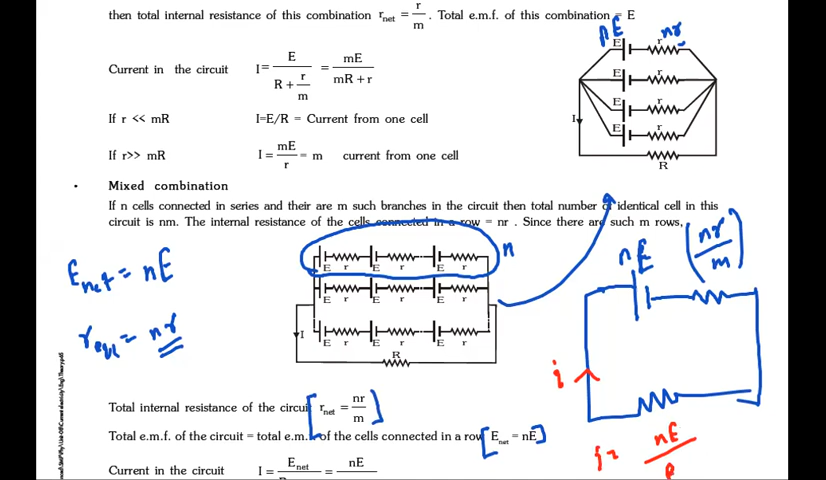 then total internal resistance of this combination r_net = r/m . Total e.m.f. of this combination = E
nE nr
E r
Current in the circuit I = E/(R + r/m) = mE/(mR + r)
E r
E r
If r << mR I=E/R = Current from one cell
I E r
If r>> mR I = mE/r = m current from one cell
R
• Mixed combination
If n cells connected in series and their are m such branches in the circuit then total number of identical cell in this
circuit is nm. The internal resistance of the cells connected in a row = nr . Since there are such m rows,
n
E r E r E r
E r E r E r
I E r E r E r
R
E_net = nE
= nr
nE (nr/m)
i
Total internal resistance of the circuit [r_net = nr/m]
Total e.m.f. of the circuit = total e.m.f. of the cells connected in a row [E_net = nE]
i = nE
Current in the circuit I = E_net = nE